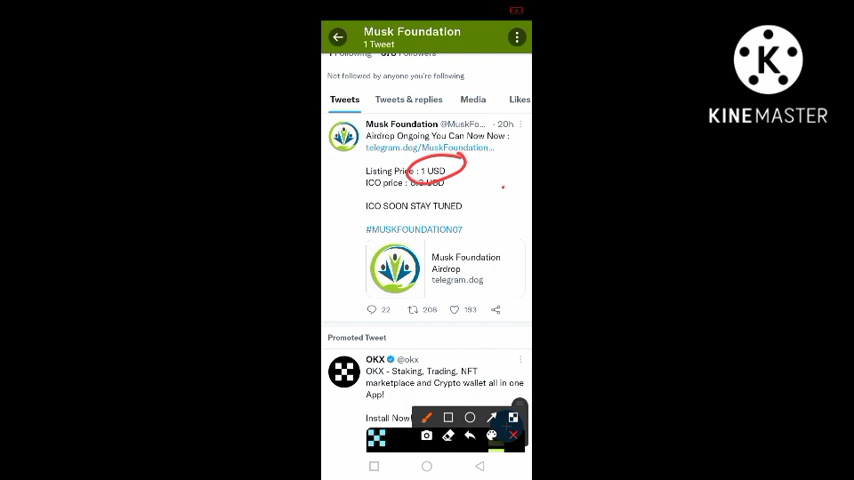 Musk Foundation
1 Tweet
Not followed by anyone you're following.
Tweets Tweets & replies Media Likes
Musk Foundation @MuskFo... · 20h
Airdrop Ongoing You Can Now Now :
telegram.dog/MuskFoundation...
Listing Price : 1 USD
ICO price : USD
ICO SOON STAY TUNED
#MUSKFOUNDATION07
Musk Foundation
Airdrop
telegram.dog
22 206 193
Promoted Tweet
OKX @okx
OKX - Staking, Trading, NFT
marketplace and Crypto wallet all in one
App!
Install Now!
KINEMASTER